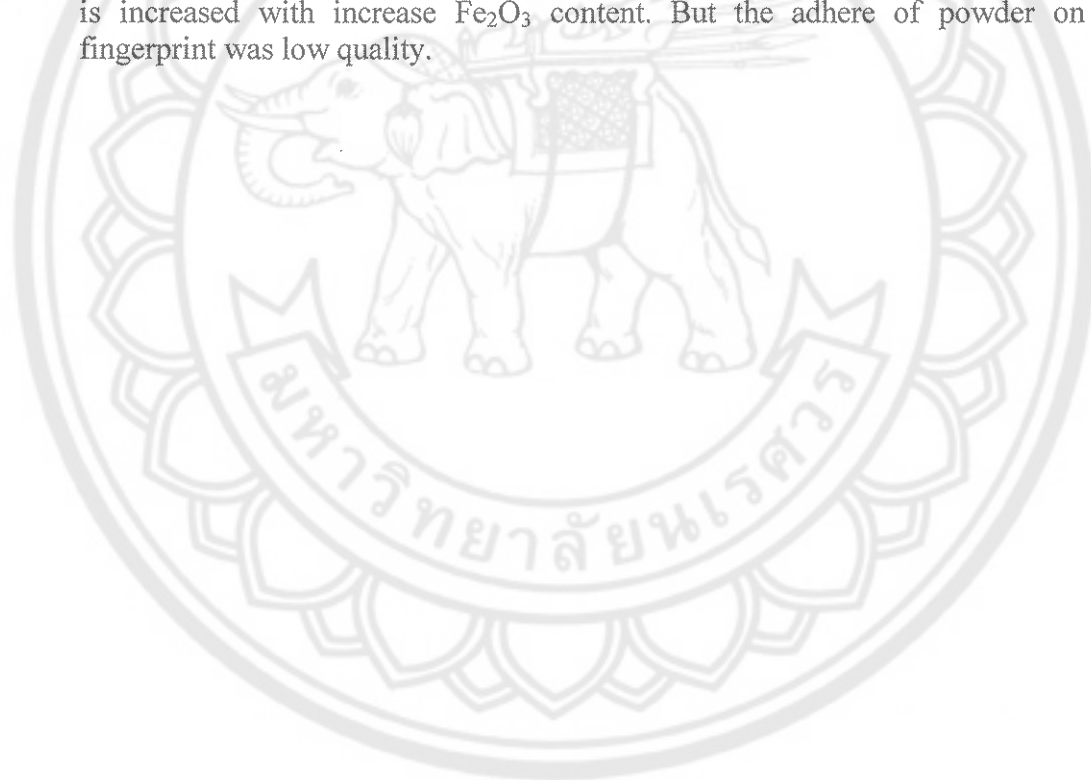 is increased with increase Fe₂O₃ content. But the adhere of powder on
fingerprint was low quality.
มหาวิทยาลัยนเรศวร